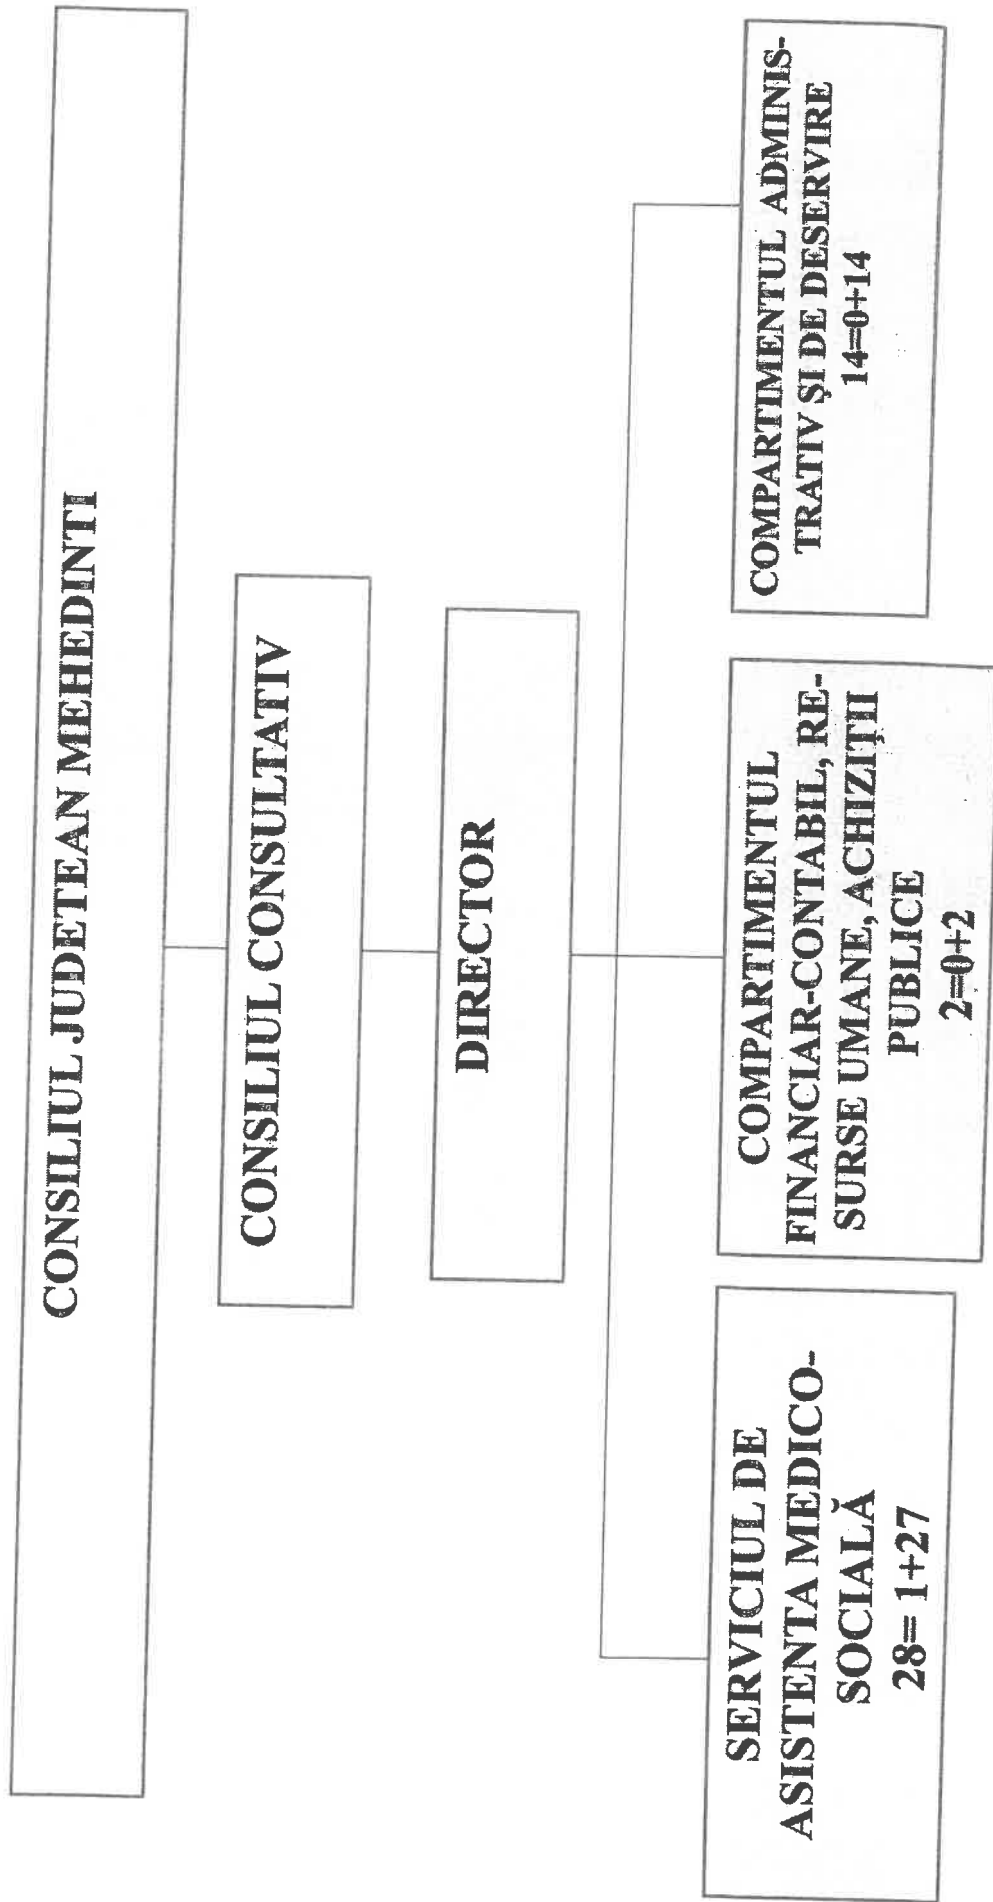 CONSILIUL JUDETEAN MEHEDINTI
CONSILIUL CONSULTATIV
DIRECTOR
SERVICIUL DE
ASISTENTA MEDICO-
SOCIALĂ
28= 1+27
COMPARTIMENTUL
FINANCIAR-CONTABIL, RE-
SURSE UMANE, ACHIZIŢII
PUBLICE
2=0+2
COMPARTIMENTUL ADMINIS-
TRATIV ŞI DE DESERVIRE
14=0+14